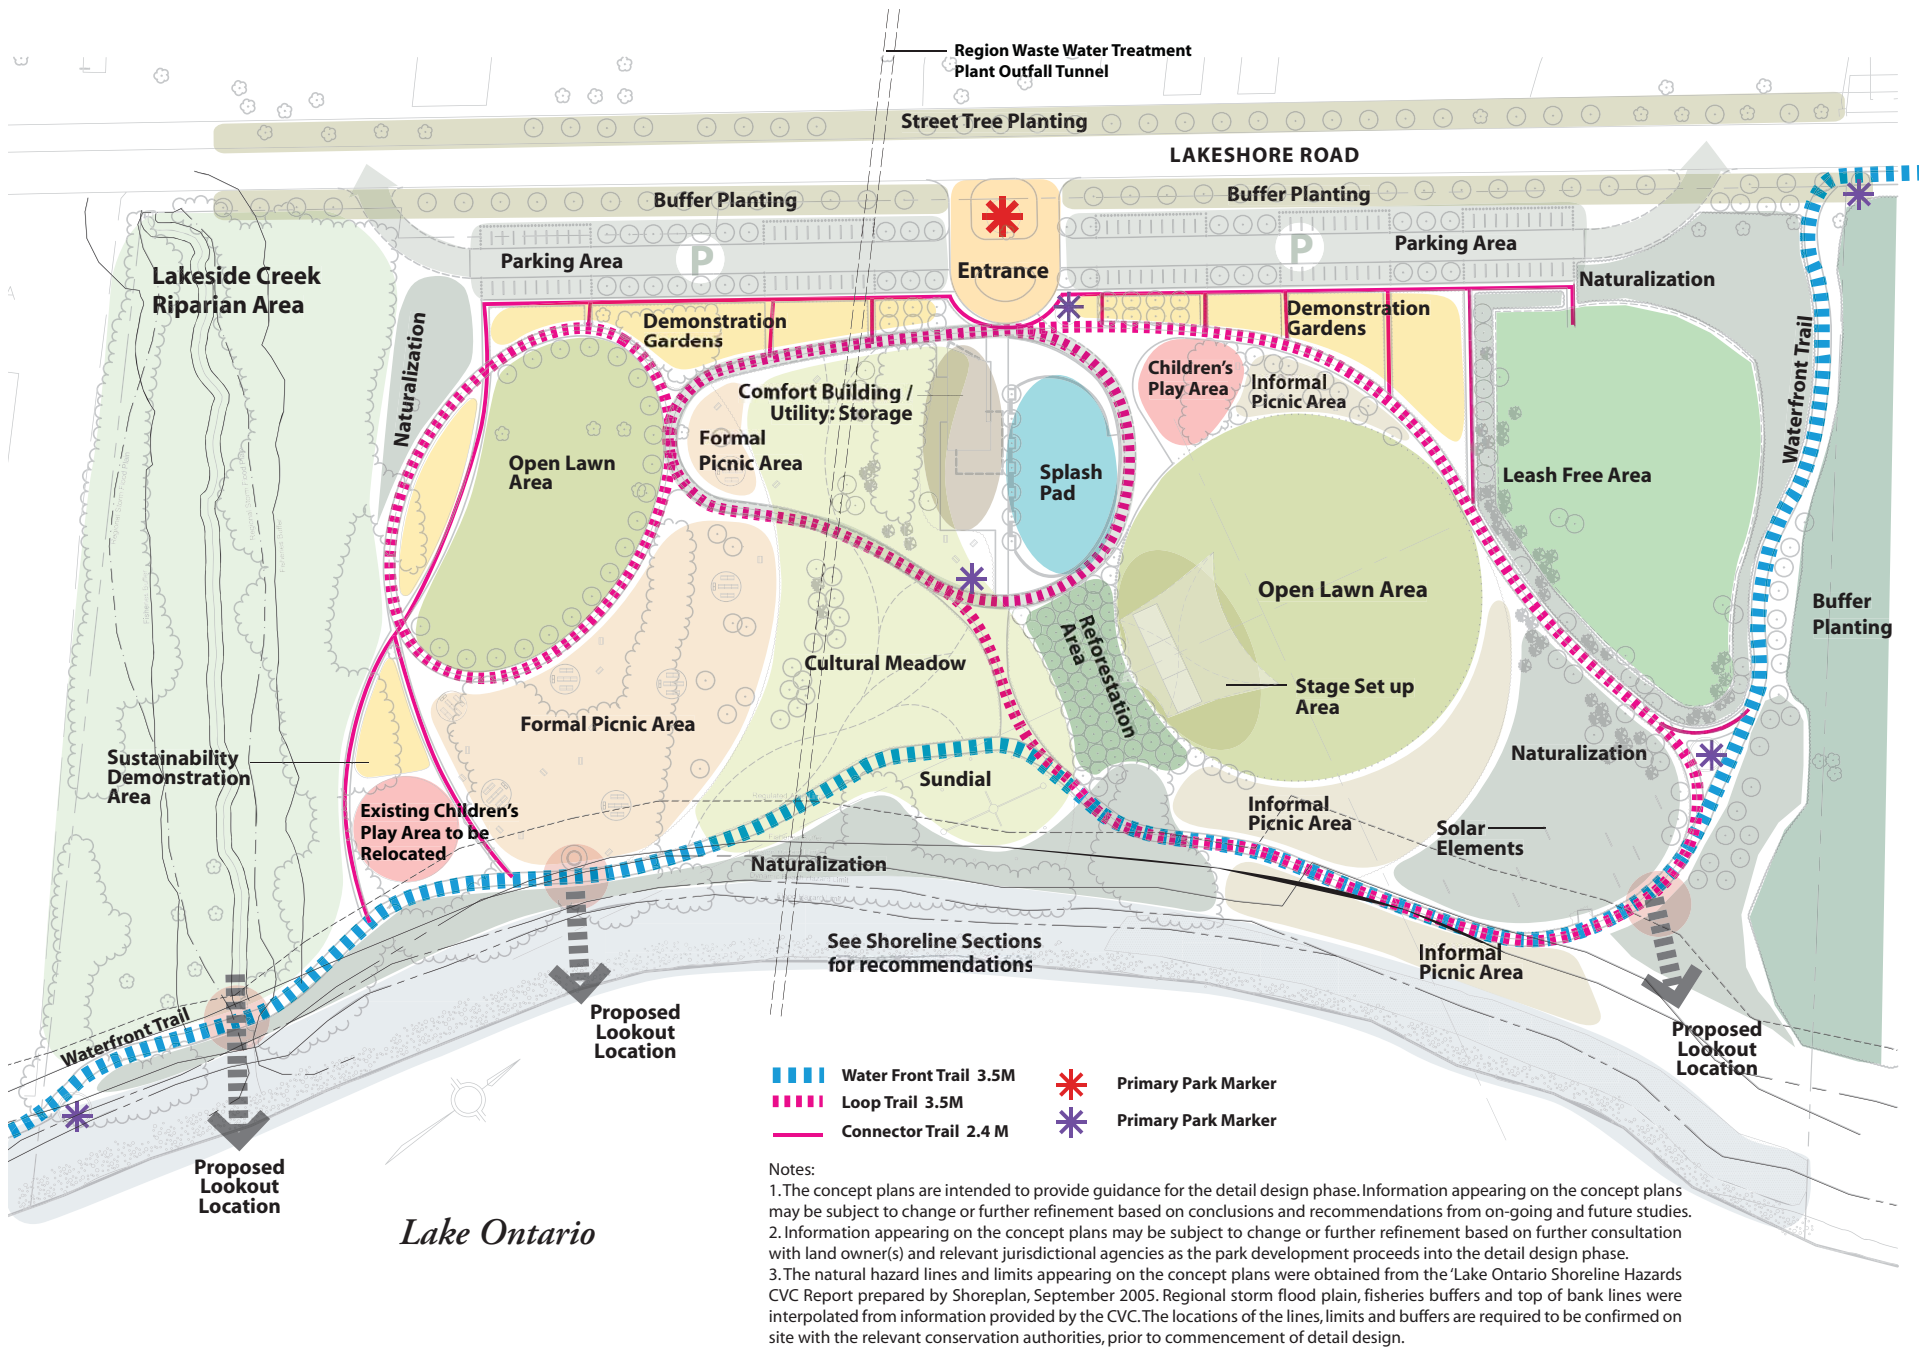 Region Waste Water Treatment
Plant Outfall Tunnel
Street Tree Planting
LAKESHORE ROAD
Buffer Planting
Buffer Planting
Parking Area
P
Entrance
P
Parking Area
Lakeside Creek
Riparian Area
Naturalization
Naturalization
Demonstration
Gardens
Demonstration
Gardens
Waterfront Trail
Comfort Building /
Utility: Storage
Children's
Play Area
Informal
Picnic Area
Formal
Picnic Area
Open Lawn
Area
Splash
Pad
Leash Free Area
Open Lawn Area
Buffer
Planting
Reforestation
Area
Cultural Meadow
Stage Set up
Area
Formal Picnic Area
Sustainability
Demonstration
Area
Sundial
Naturalization
Existing Children's
Play Area to be
Relocated
Informal
Picnic Area
Solar
Elements
Naturalization
See Shoreline Sections
for recommendations
Informal
Picnic Area
Waterfront Trail
Proposed
Lookout
Location
Proposed
Lookout
Location
Proposed
Lookout
Location
Water Front Trail 3.5M
Loop Trail 3.5M
Connector Trail 2.4 M
Primary Park Marker
Primary Park Marker
Lake Ontario
Notes:
1. The concept plans are intended to provide guidance for the detail design phase. Information appearing on the concept plans
may be subject to change or further refinement based on conclusions and recommendations from on-going and future studies.
2. Information appearing on the concept plans may be subject to change or further refinement based on further consultation
with land owner(s) and relevant jurisdictional agencies as the park development proceeds into the detail design phase.
3. The natural hazard lines and limits appearing on the concept plans were obtained from the 'Lake Ontario Shoreline Hazards
CVC Report prepared by Shoreplan, September 2005. Regional storm flood plain, fisheries buffers and top of bank lines were
interpolated from information provided by the CVC. The locations of the lines, limits and buffers are required to be confirmed on
site with the relevant conservation authorities, prior to commencement of detail design.